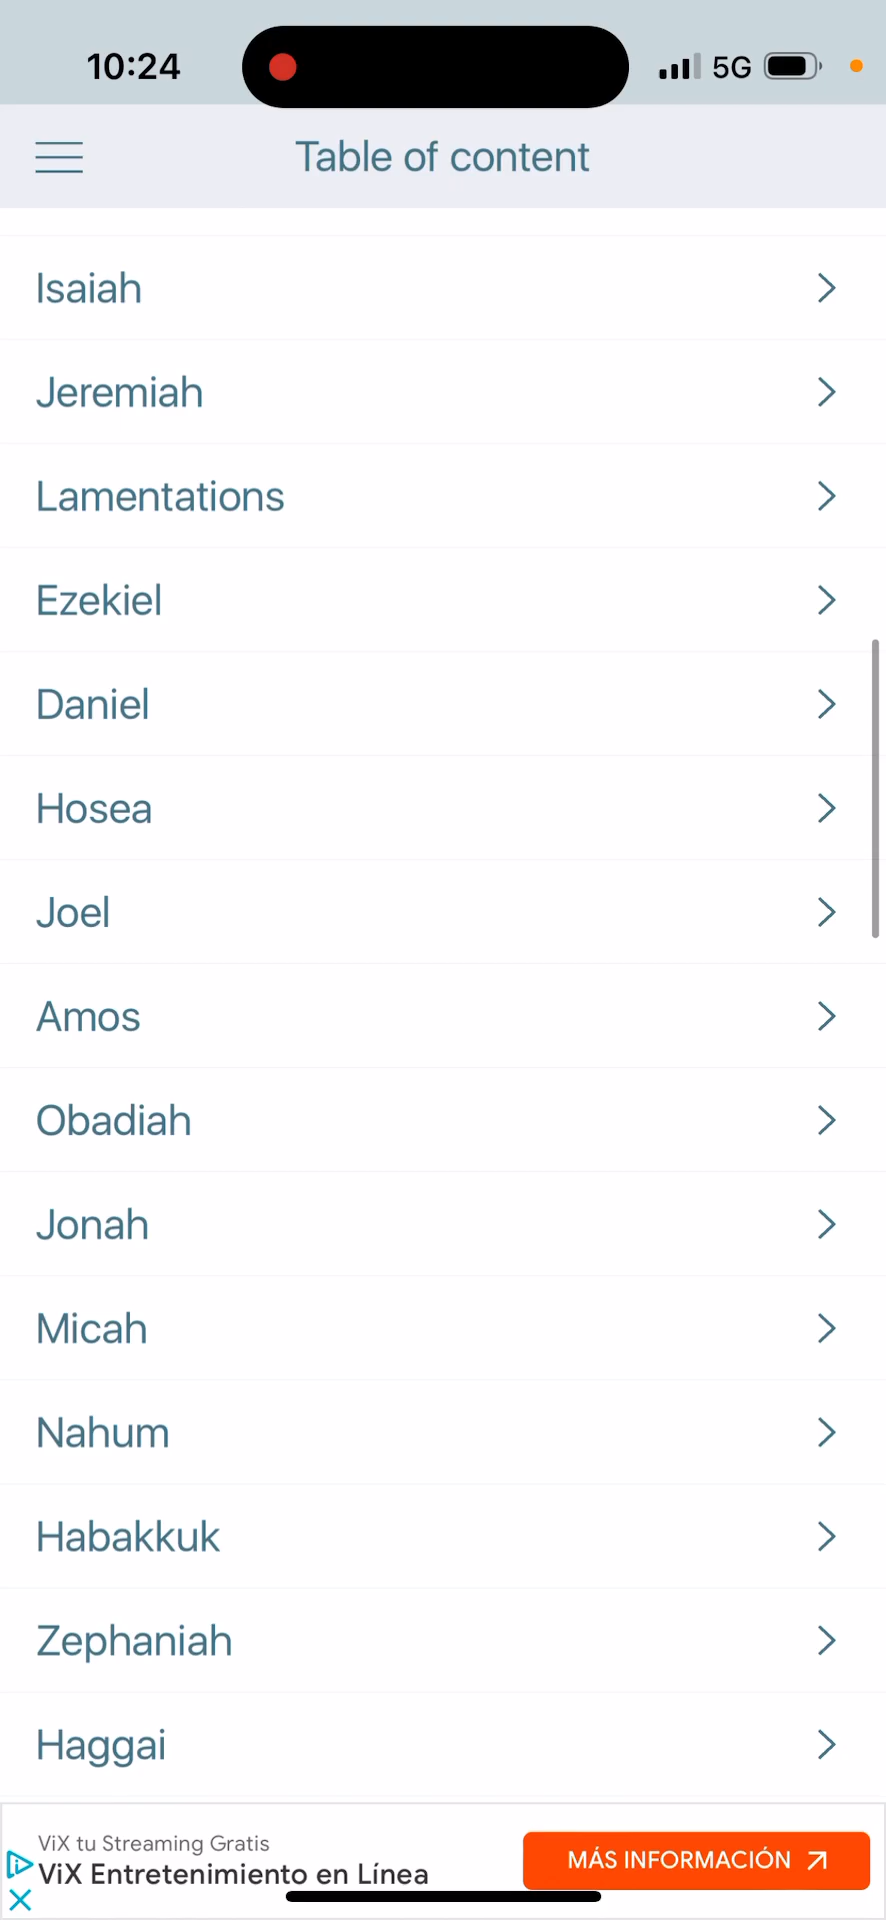 10:24
5G
Table of content
Isaiah
Jeremiah
Lamentations
Ezekiel
Daniel
Hosea
Joel
Amos
Obadiah
Jonah
Micah
Nahum
Habakkuk
Zephaniah
Haggai
ViX tu Streaming Gratis
ViX Entretenimiento en Línea
MÁS INFORMACIÓN